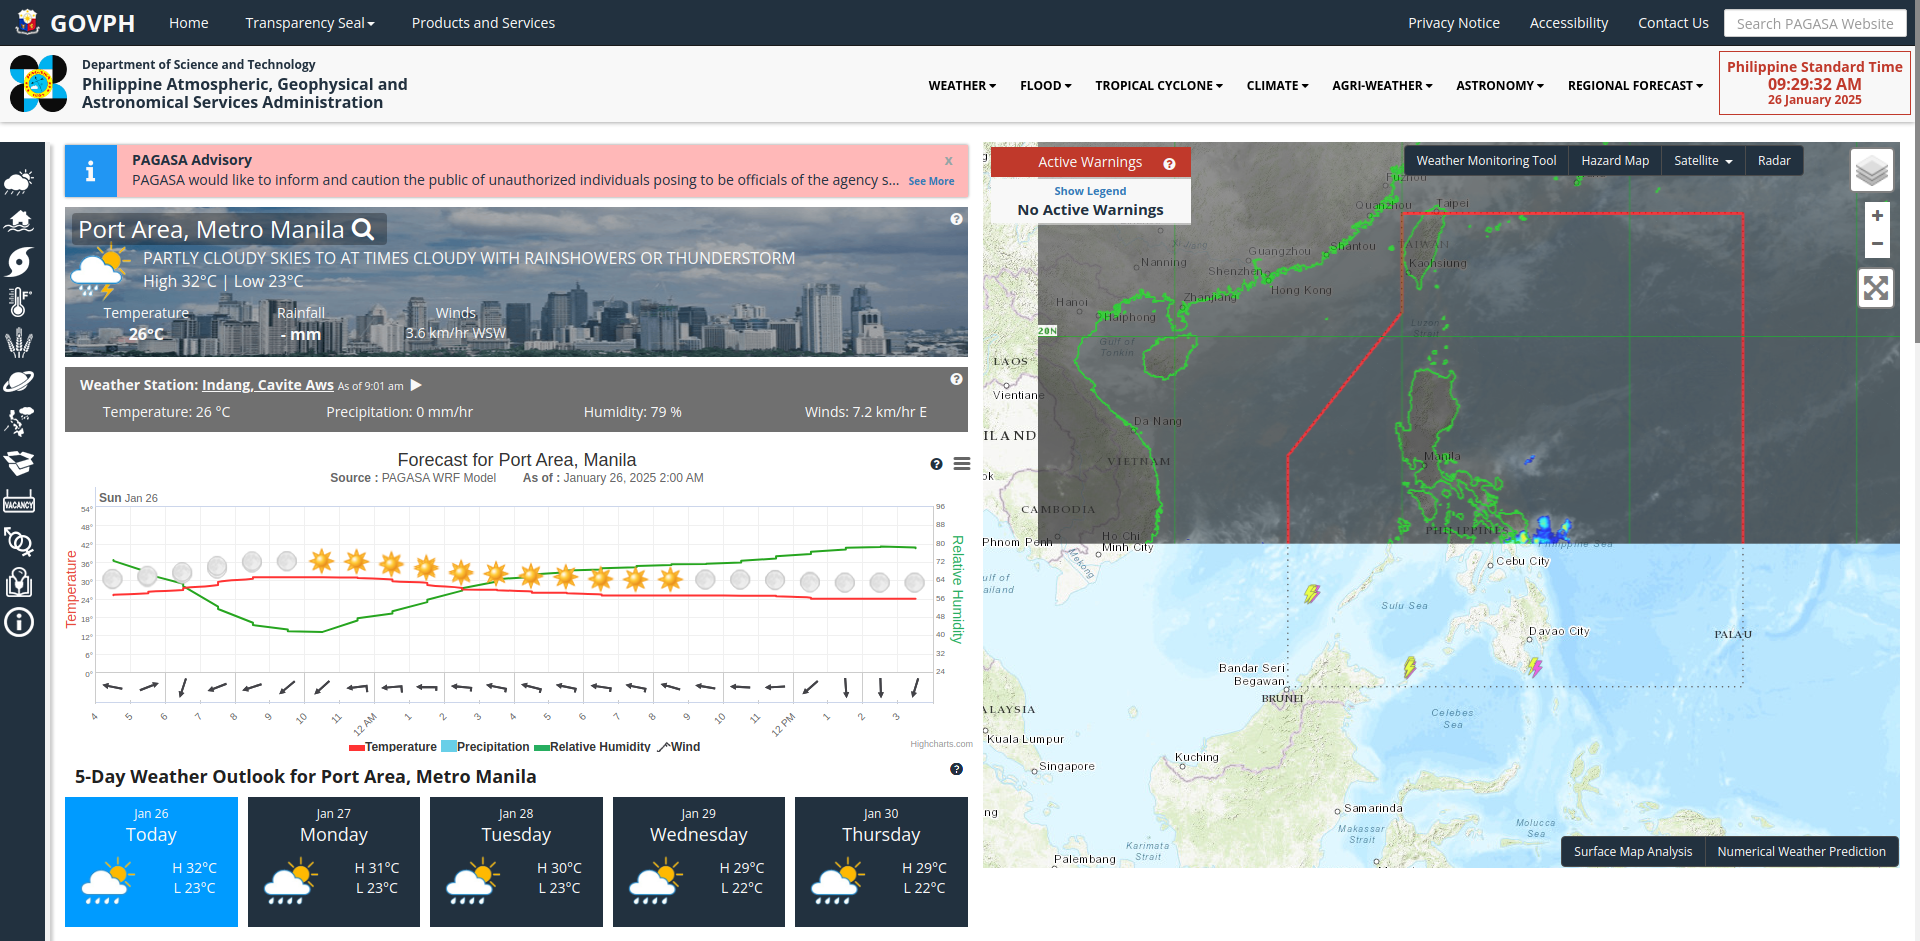 GOVPH
Home
Transparency Seal
Products and Services
Privacy Notice
Accessibility
Contact Us
Search PAGASA Website
Department of Science and Technology
Philippine Atmospheric, Geophysical and
Astronomical Services Administration
WEATHER
FLOOD
TROPICAL CYCLONE
CLIMATE
AGRI-WEATHER
ASTRONOMY
REGIONAL FORECAST
Philippine Standard Time
09:29:32 AM
26 January 2025
VACANCY
PAGASA Advisory
x
PAGASA would like to inform and caution the public of unauthorized individuals posing to be officials of the agency s... See More
Port Area, Metro Manila
PARTLY CLOUDY SKIES TO AT TIMES CLOUDY WITH RAINSHOWERS OR THUNDERSTORM
High 32°C | Low 23°C
Temperature
26°C
Rainfall
- mm
Winds
3.6 km/hr WSW
Weather Station: Indang, Cavite Aws As of 9:01 am
Temperature: 26 °C
Precipitation: 0 mm/hr
Humidity: 79 %
Winds: 7.2 km/hr E
Forecast for Port Area, Manila
Source : PAGASA WRF Model As of : January 26, 2025 2:00 AM
Sun Jan 26
Temperature
54°
48°
42°
36°
30°
24°
18°
12°
6°
0°
Relative Humidity
96
88
80
72
64
56
48
40
32
24
4 5 6 7 8 9 10 11 12 AM 1 2 3 4 5 6 7 8 9 10 11 12 PM 1 2 3
Temperature Precipitation Relative Humidity Wind
Highcharts.com
5-Day Weather Outlook for Port Area, Metro Manila
Jan 26
Today
H 32°C
L 23°C
Jan 27
Monday
H 31°C
L 23°C
Jan 28
Tuesday
H 30°C
L 23°C
Jan 29
Wednesday
H 29°C
L 22°C
Jan 30
Thursday
H 29°C
L 22°C
Active Warnings
Show Legend
No Active Warnings
Weather Monitoring Tool
Hazard Map
Satellite
Radar
+
−
Fuzhou
Quanzhou
Taipei
TAIWAN
Kaohsiung
Shantou
Guangzhou
Shenzhen
Hong Kong
Nanning
Zhanjiang
Hanoi
Haiphong
20N
Gulf of
Tonkin
Luzon
Strait
LAOS
Vientiane
ILAND
Da Nang
VIETNAM
Manila
ok
CAMBODIA
PHILIPPINES
Phnom Penh
Ho Chi
Minh City
Philippine Sea
Mekong
Cebu City
ulf of
ailand
Sulu Sea
Davao City
PALAU
Bandar Seri
Begawan
BRUNEI
ALAYSIA
Celebes
Sea
Kuala Lumpur
Kuching
Singapore
Samarinda
ng
Makassar
Strait
Molucca
Sea
Karimata
Strait
Palembang
Surface Map Analysis
Numerical Weather Prediction